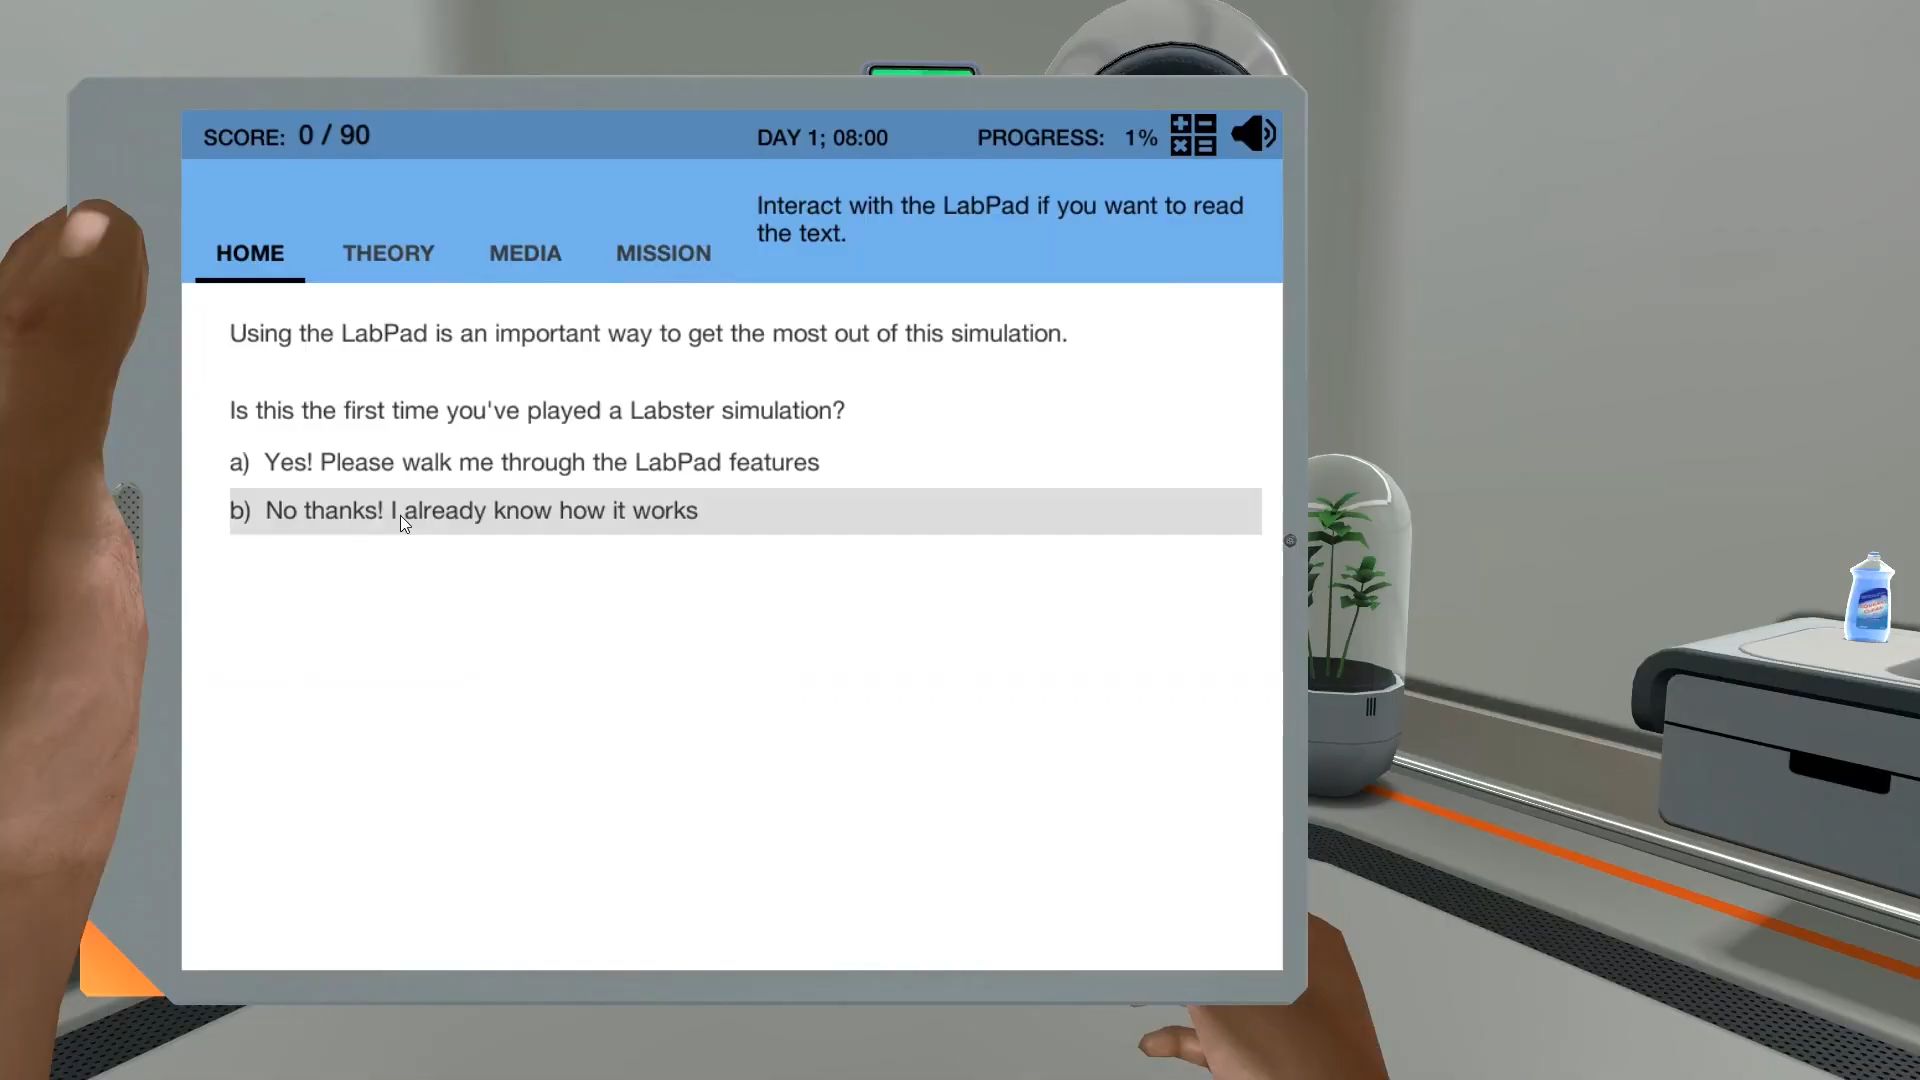 SCORE: 0 / 90
DAY 1; 08:00
PROGRESS: 1%
Interact with the LabPad if you want to read
the text.
HOME
THEORY
MEDIA
MISSION
Using the LabPad is an important way to get the most out of this simulation.
Is this the first time you've played a Labster simulation?
a) Yes! Please walk me through the LabPad features
b) No thanks! I already know how it works